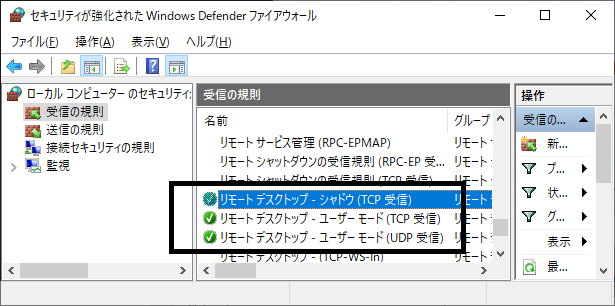 セキュリティが強化された Windows Defender ファイアウォール
ファイル(F) 操作(A) 表示(V) ヘルプ(H)
ローカル コンピューター のセキュリティ
受信の規則
送信の規則
接続セキュリティの規則
監視
受信の規則
名前 グループ
リモート サービス管理 (RPC-EPMAP) リモート サ
リモート シャットダウンの受信規則 (RPC-EP 受... リモート シ
リモート シャットダウンの受信規則 (TCP 受信) リモート シ
リモート デスクトップ - シャドウ (TCP 受信) リモート デ
リモート デスクトップ - ユーザー モード (TCP 受信) リモート デ
リモート デスクトップ - ユーザー モード (UDP 受信) リモート デ
リモート デスクトップ - (TCP-WS-In) リモート デ
操作
受信の...
新...
フ...
状...
グ...
表示
最...